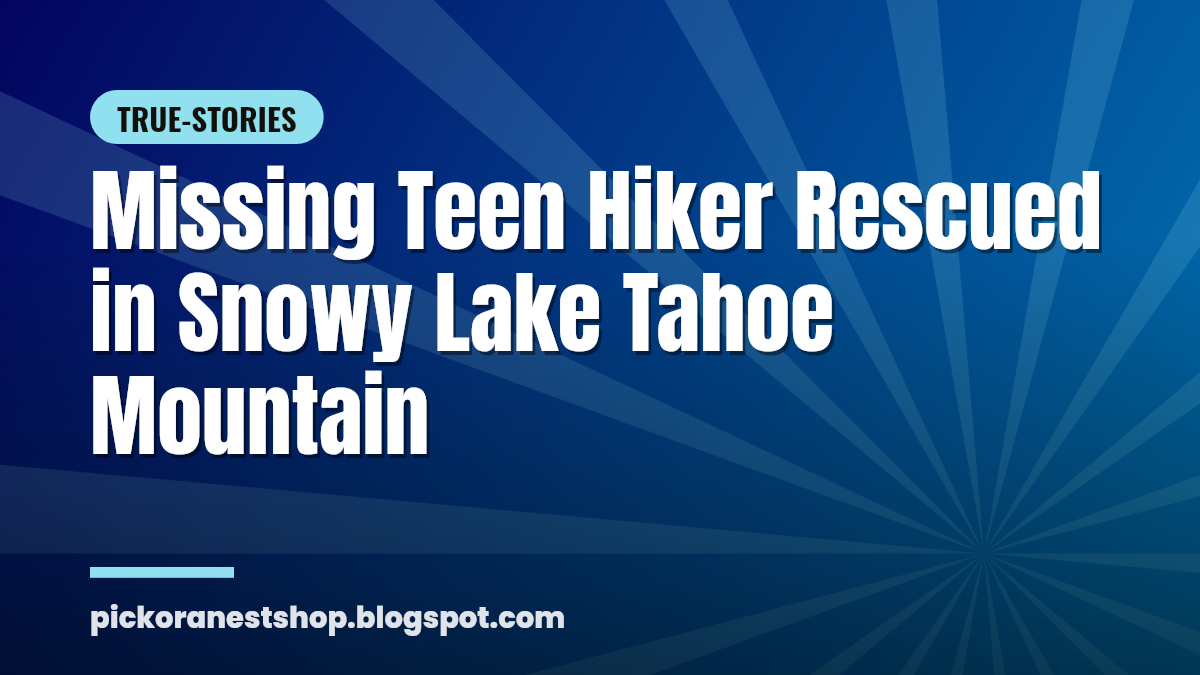 TRUE-STORIES
Missing Teen Hiker Rescued
in Snowy Lake Tahoe
Mountain
pickoranestshop.blogspot.com